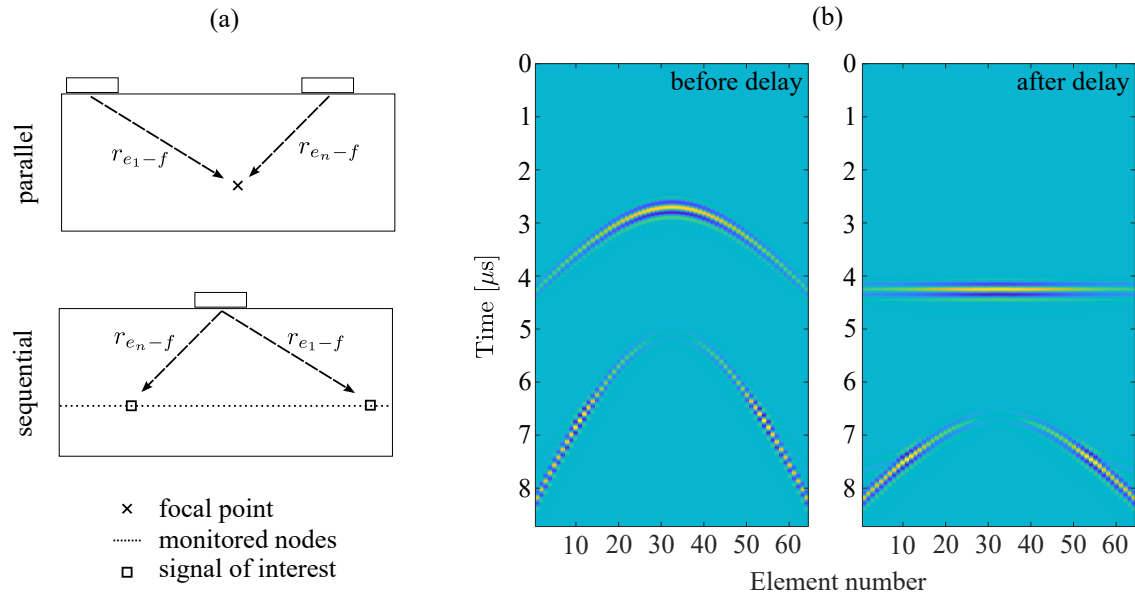 (a)
parallel
r_{e_1-f}
r_{e_n-f}
sequential
r_{e_n-f}
r_{e_1-f}
focal point
monitored nodes
signal of interest
(b)
before delay
after delay
Time [μs]
0
1
2
3
4
5
6
7
8
10 20 30 40 50 60
0
1
2
3
4
5
6
7
8
10 20 30 40 50 60
Element number